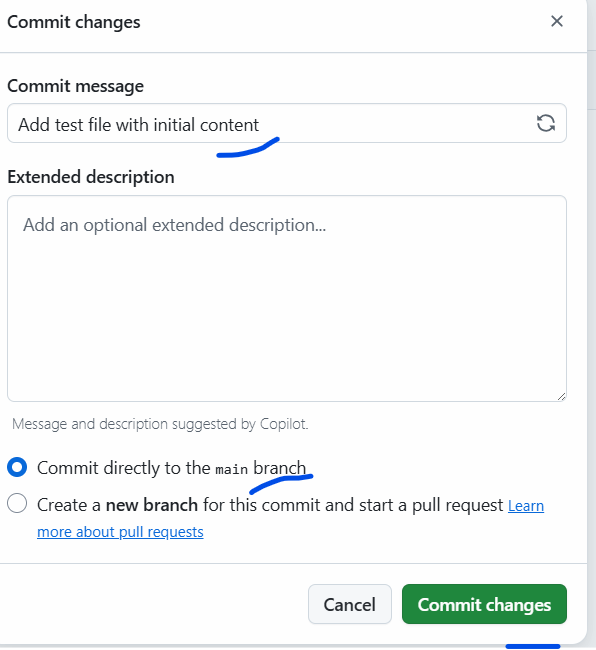 Commit changes
Commit message
Add test file with initial content
Extended description
Add an optional extended description...
Message and description suggested by Copilot.
Commit directly to the main branch
Create a new branch for this commit and start a pull request Learn
more about pull requests
Cancel
Commit changes